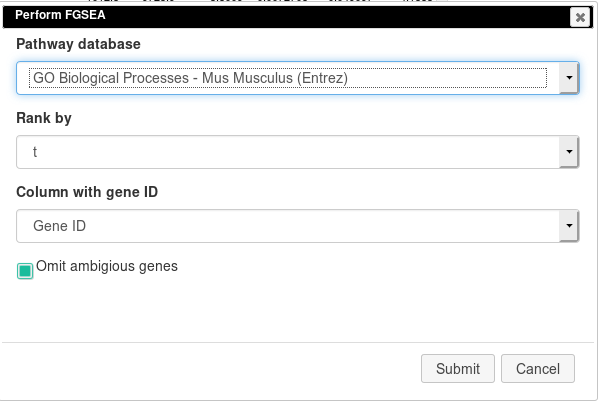 Perform FGSEA
Pathway database
GO Biological Processes - Mus Musculus (Entrez)
Rank by
t
Column with gene ID
Gene ID
Omit ambigious genes
Submit
Cancel